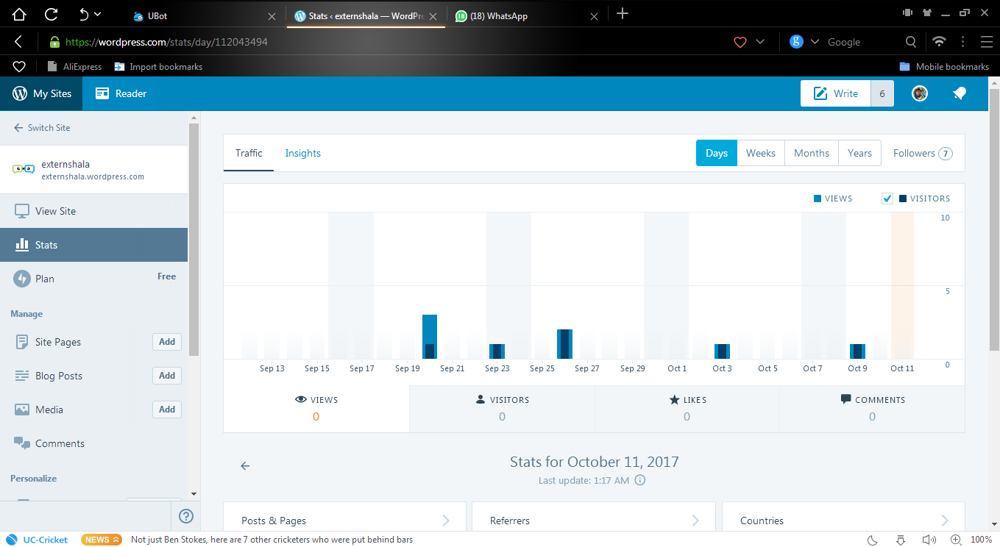 UBot
Stats ‹ externshala — WordPre
(18) WhatsApp
https://wordpress.com/stats/day/112043494
g
Google
AliExpress
Import bookmarks
Mobile bookmarks
My Sites
Reader
Write
6
Switch Site
externshala
externshala.wordpress.com
View Site
Stats
Plan
Free
Manage
Site Pages
Add
Blog Posts
Add
Media
Add
Comments
Personalize
Traffic
Insights
Days
Weeks
Months
Years
Followers 7
VIEWS
VISITORS
10
5
0
Sep 13
Sep 15
Sep 17
Sep 19
Sep 21
Sep 23
Sep 25
Sep 27
Sep 29
Oct 1
Oct 3
Oct 5
Oct 7
Oct 9
Oct 11
VIEWS
0
VISITORS
0
LIKES
0
COMMENTS
0
Stats for October 11, 2017
Last update: 1:17 AM
Posts & Pages
Referrers
Countries
UC-Cricket
NEWS
Not just Ben Stokes, here are 7 other cricketers who were put behind bars
100%